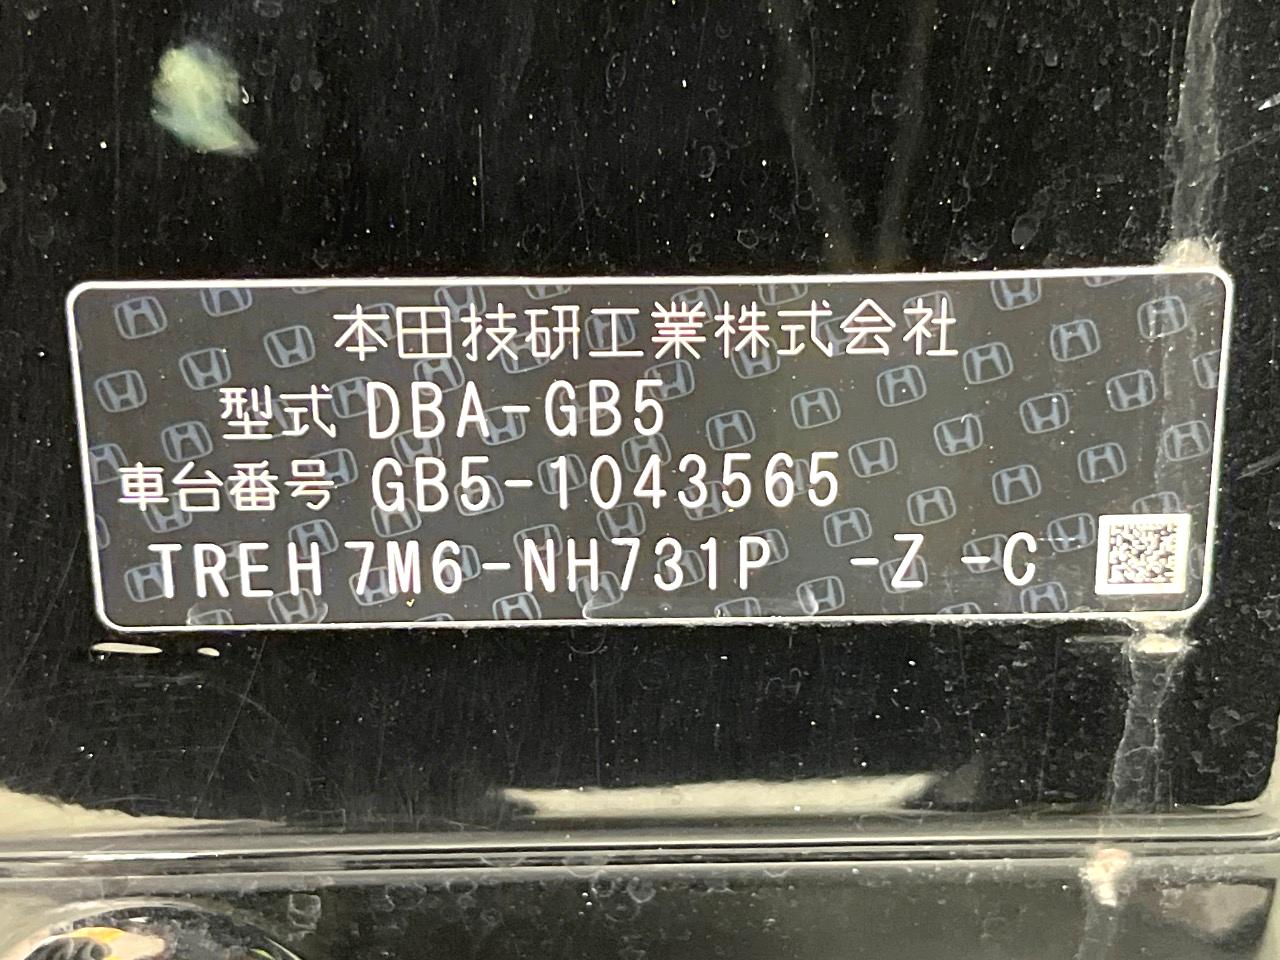 本田技研工業株式会社
型式 DBA-GB5
車台番号 GB5-1043565
TREH7M6-NH731P -Z -C